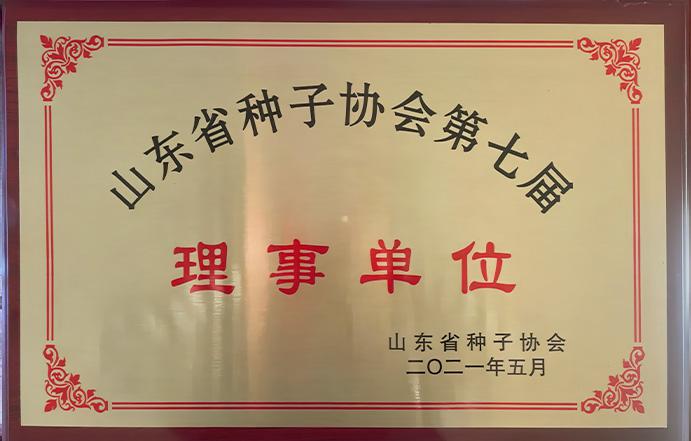 山东省种子协会第七届
理事单位
山东省种子协会
二〇二一年五月